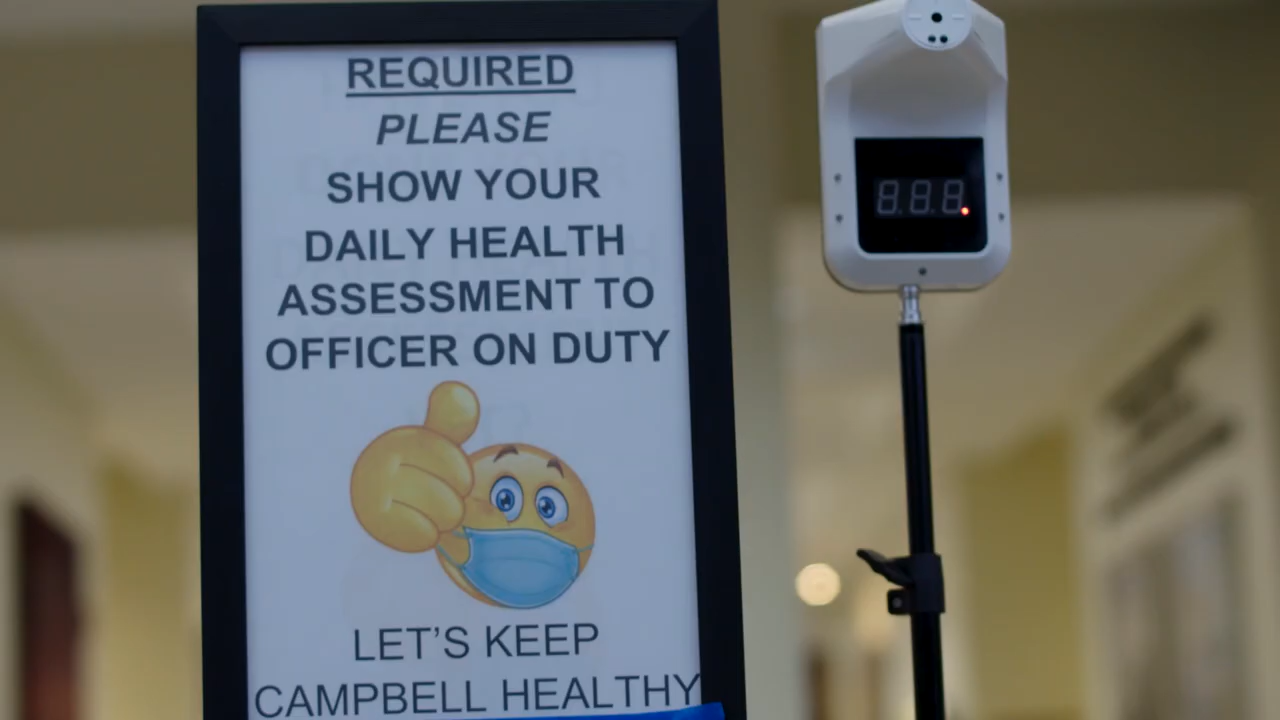 REQUIRED
PLEASE
SHOW YOUR
DAILY HEALTH
ASSESSMENT TO
OFFICER ON DUTY
LET'S KEEP
CAMPBELL HEALTHY